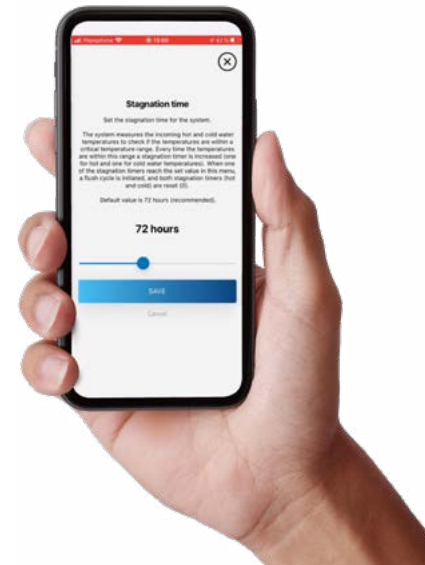 Stagnation time
Set the stagnation time for the system.
The system measures the incoming hot and cold water
temperatures to check if the temperatures are within a
critical temperature range. Every time the temperatures
are within this range a stagnation timer is increased (one
for hot and one for cold water temperatures). When one
of the stagnation timers reach the set value in this menu,
a flush cycle is initiated, and both stagnation timers (hot
and cold) are reset (0).
Default value is 72 hours (recommended).
72 hours
SAVE
Cancel